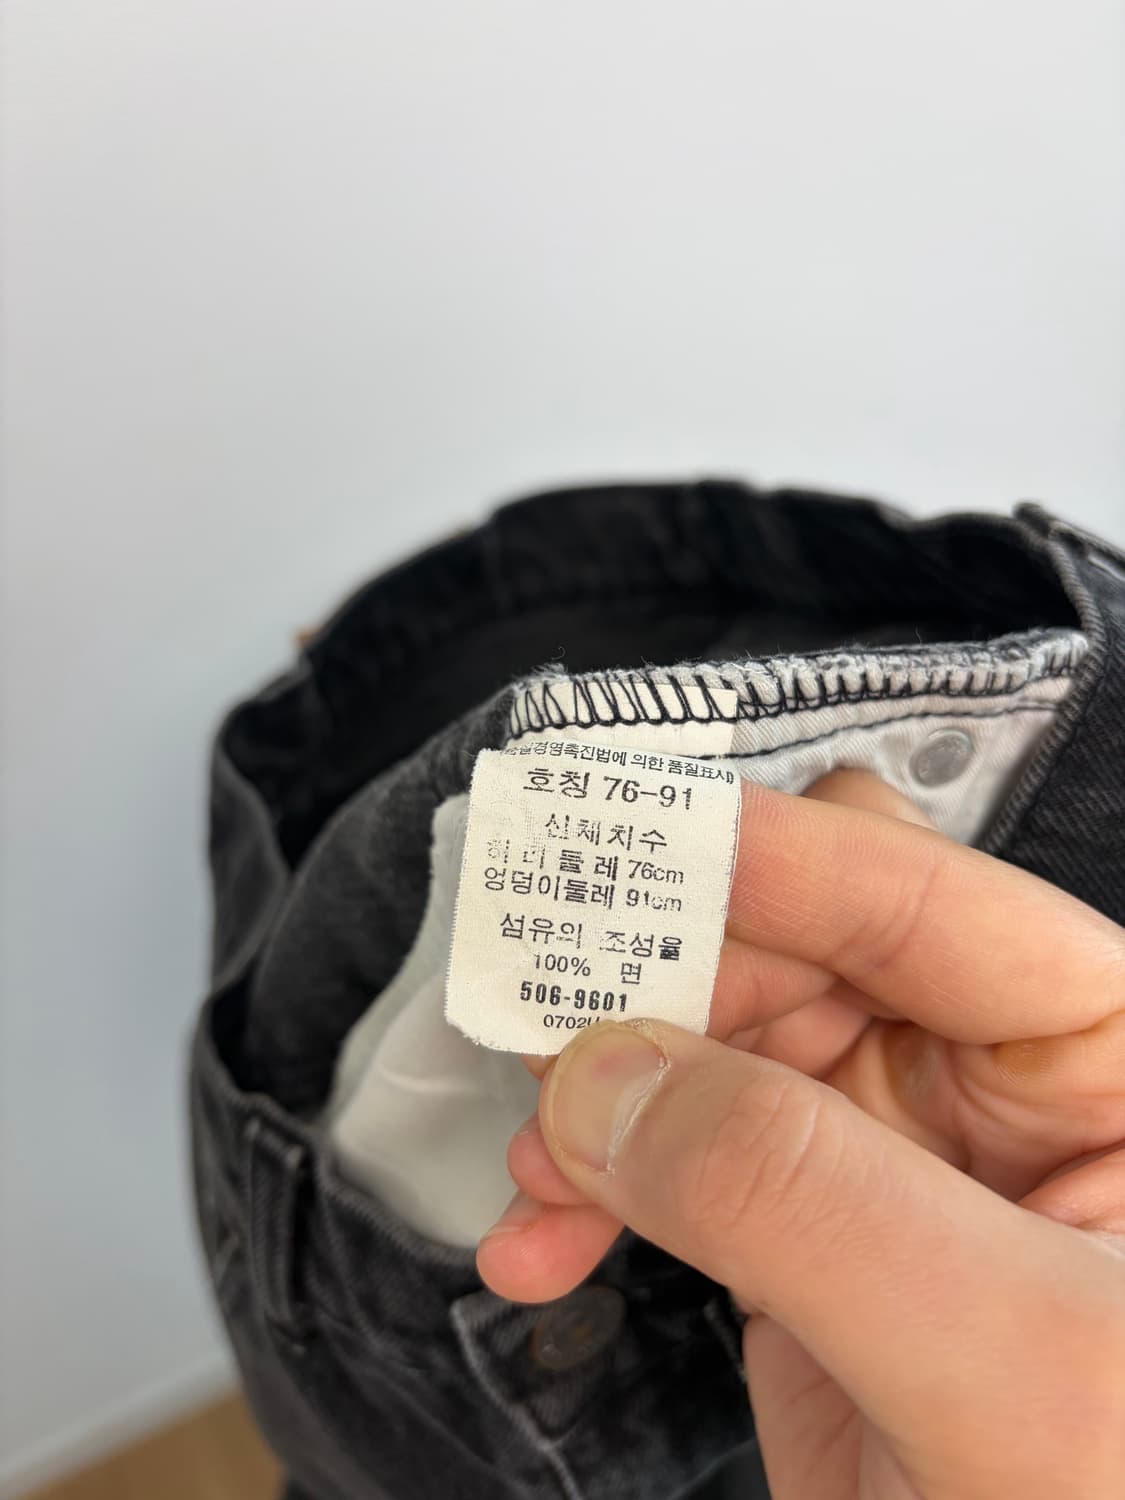 경영촉진법에 의한 품질표시
호칭 76-91
신체치수
허리둘레 76cm
엉덩이둘레 91cm
섬유의 조성율
100% 면
506-9601
0702